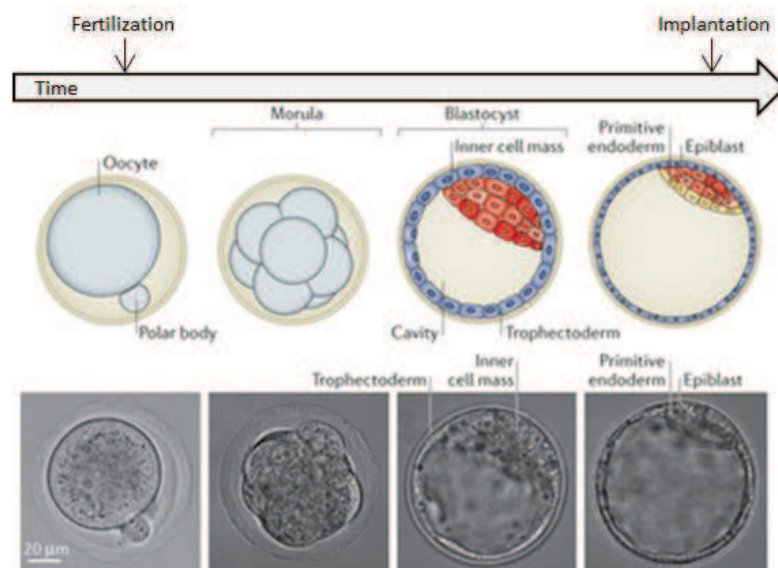 Fertilization
Implantation
Time
Morula
Blastocyst
Oocyte
Inner cell mass
Primitive
endoderm
Epiblast
Polar body
Cavity
Trophectoderm
Trophectoderm
Inner
cell mass
Primitive
endoderm
Epiblast
20 µm